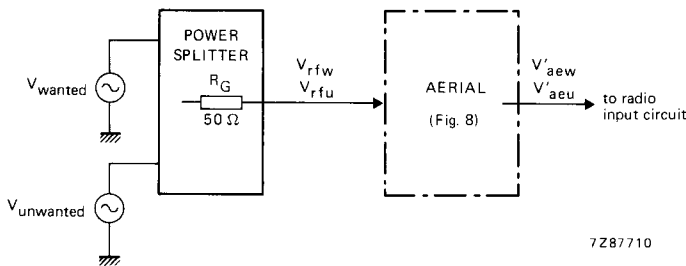 POWER
SPLITTER
R_G
50 Ω
V_wanted
V_unwanted
V_rfw
V_rfu
AERIAL
(Fig. 8)
V'_aew
V'_aeu
to radio
input circuit
7Z87710